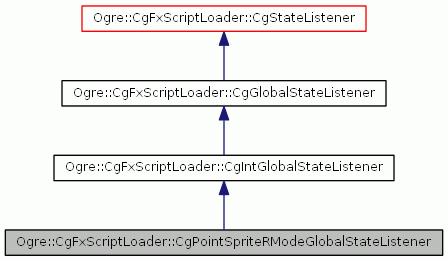 Ogre::CgFxScriptLoader::CgStateListener
Ogre::CgFxScriptLoader::CgGlobalStateListener
Ogre::CgFxScriptLoader::CgIntGlobalStateListener
Ogre::CgFxScriptLoader::CgPointSpriteRModeGlobalStateListener